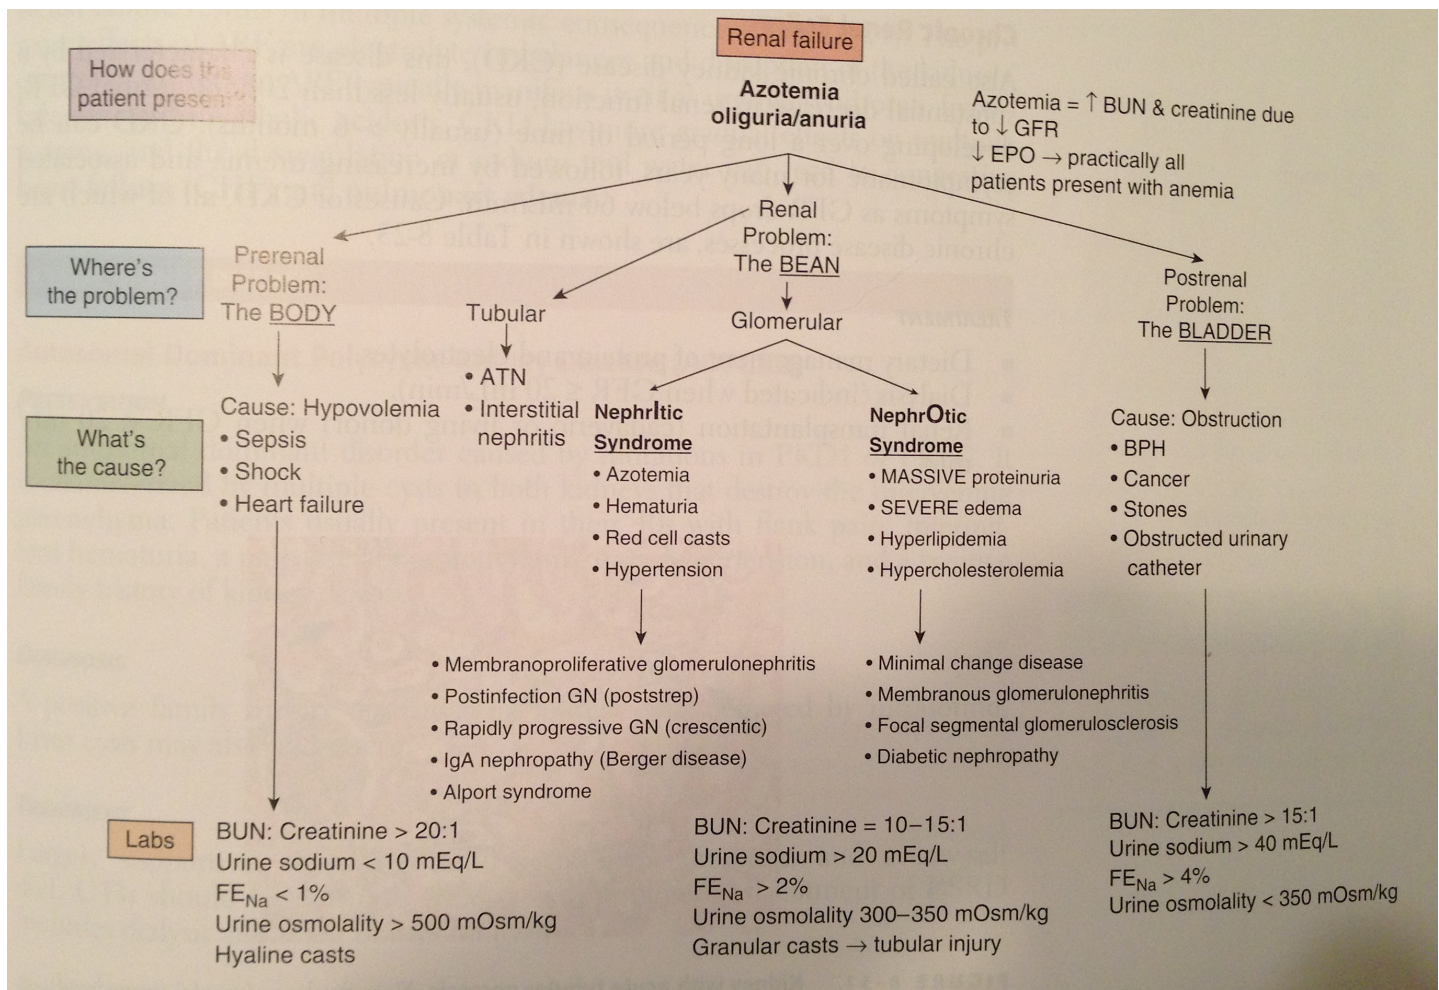 Renal failure
How does the
patient present?
Azotemia
oliguria/anuria
Azotemia = ↑ BUN & creatinine due
to ↓ GFR
↓ EPO → practically all
patients present with anemia
Where's
the problem?
Prerenal
Problem:
The BODY
Renal
Problem:
The BEAN
Postrenal
Problem:
The BLADDER
Tubular
Glomerular
What's
the cause?
Cause: Hypovolemia
• Sepsis
• Shock
• Heart failure
• ATN
• Interstitial
nephritis
NephrItic
Syndrome
• Azotemia
• Hematuria
• Red cell casts
• Hypertension
NephrOtic
Syndrome
• MASSIVE proteinuria
• SEVERE edema
• Hyperlipidemia
• Hypercholesterolemia
Cause: Obstruction
• BPH
• Cancer
• Stones
• Obstructed urinary
catheter
• Membranoproliferative glomerulonephritis
• Postinfection GN (poststrep)
• Rapidly progressive GN (crescentic)
• IgA nephropathy (Berger disease)
• Alport syndrome
• Minimal change disease
• Membranous glomerulonephritis
• Focal segmental glomerulosclerosis
• Diabetic nephropathy
Labs
BUN: Creatinine > 20:1
Urine sodium < 10 mEq/L
FENa < 1%
Urine osmolality > 500 mOsm/kg
Hyaline casts
BUN: Creatinine = 10–15:1
Urine sodium > 20 mEq/L
FENa > 2%
Urine osmolality 300–350 mOsm/kg
Granular casts → tubular injury
BUN: Creatinine > 15:1
Urine sodium > 40 mEq/L
FENa > 4%
Urine osmolality < 350 mOsm/kg